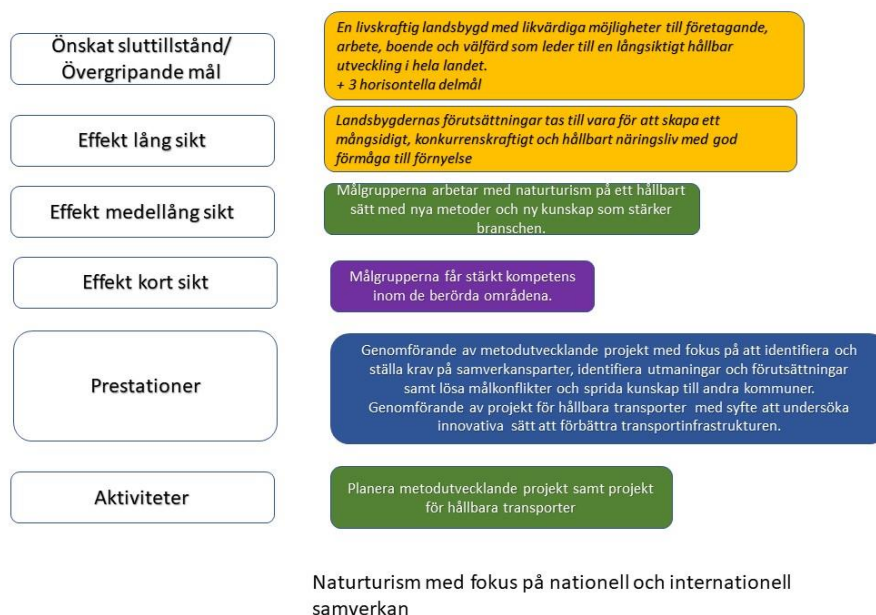 Önskat sluttillstånd/
Övergripande mål
En livskraftig landsbygd med likvärdiga möjligheter till företagande,
arbete, boende och välfärd som leder till en långsiktigt hållbar
utveckling i hela landet.
+ 3 horisontella delmål
Effekt lång sikt
Landsbygdernas förutsättningar tas till vara för att skapa ett
mångsidigt, konkurrenskraftigt och hållbart näringsliv med god
förmåga till förnyelse
Effekt medellång sikt
Målgrupperna arbetar med naturturism på ett hållbart
sätt med nya metoder och ny kunskap som stärker
branschen.
Effekt kort sikt
Målgrupperna får stärkt kompetens
inom de berörda områdena.
Prestationer
Genomförande av metodutvecklande projekt med fokus på att identifiera och
ställa krav på samverkansparter, identifiera utmaningar och förutsättningar
samt lösa målkonflikter och sprida kunskap till andra kommuner.
Genomförande av projekt för hållbara transporter med syfte att undersöka
innovativa sätt att förbättra transportinfrastrukturen.
Aktiviteter
Planera metodutvecklande projekt samt projekt
för hållbara transporter
Naturturism med fokus på nationell och internationell
samverkan